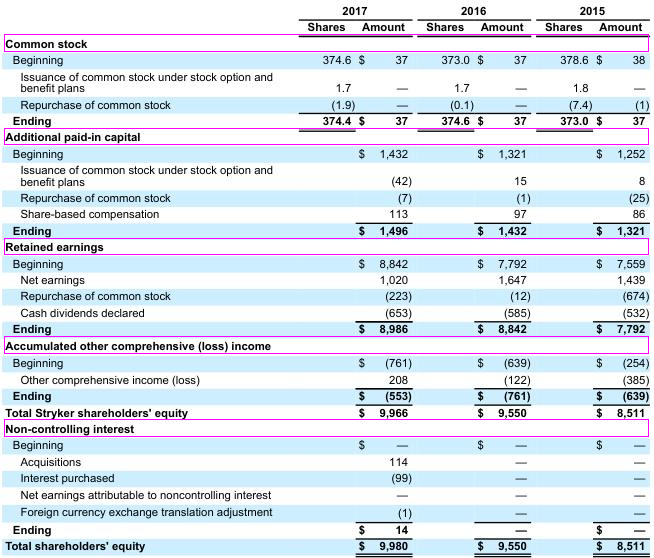 2017 2016 2015
Shares Amount Shares Amount Shares Amount
Common stock
Beginning 374.6 $ 37 373.0 $ 37 378.6 $ 38
Issuance of common stock under stock option and
benefit plans 1.7 — 1.7 — 1.8 —
Repurchase of common stock (1.9) — (0.1) — (7.4) (1)
Ending 374.4 $ 37 374.6 $ 37 373.0 $ 37
Additional paid-in capital
Beginning $ 1,432 $ 1,321 $ 1,252
Issuance of common stock under stock option and
benefit plans (42) 15 8
Repurchase of common stock (7) (1) (25)
Share-based compensation 113 97 86
Ending $ 1,496 $ 1,432 $ 1,321
Retained earnings
Beginning $ 8,842 $ 7,792 $ 7,559
Net earnings 1,020 1,647 1,439
Repurchase of common stock (223) (12) (674)
Cash dividends declared (653) (585) (532)
Ending $ 8,986 $ 8,842 $ 7,792
Accumulated other comprehensive (loss) income
Beginning $ (761) $ (639) $ (254)
Other comprehensive income (loss) 208 (122) (385)
Ending $ (553) $ (761) $ (639)
Total Stryker shareholders' equity $ 9,966 $ 9,550 $ 8,511
Non-controlling interest
Beginning $ — $ — $ —
Acquisitions 114 — —
Interest purchased (99) — —
Net earnings attributable to noncontrolling interest — — —
Foreign currency exchange translation adjustment (1) — —
Ending $ 14 — $ —
Total shareholders' equity $ 9,980 $ 9,550 $ 8,511